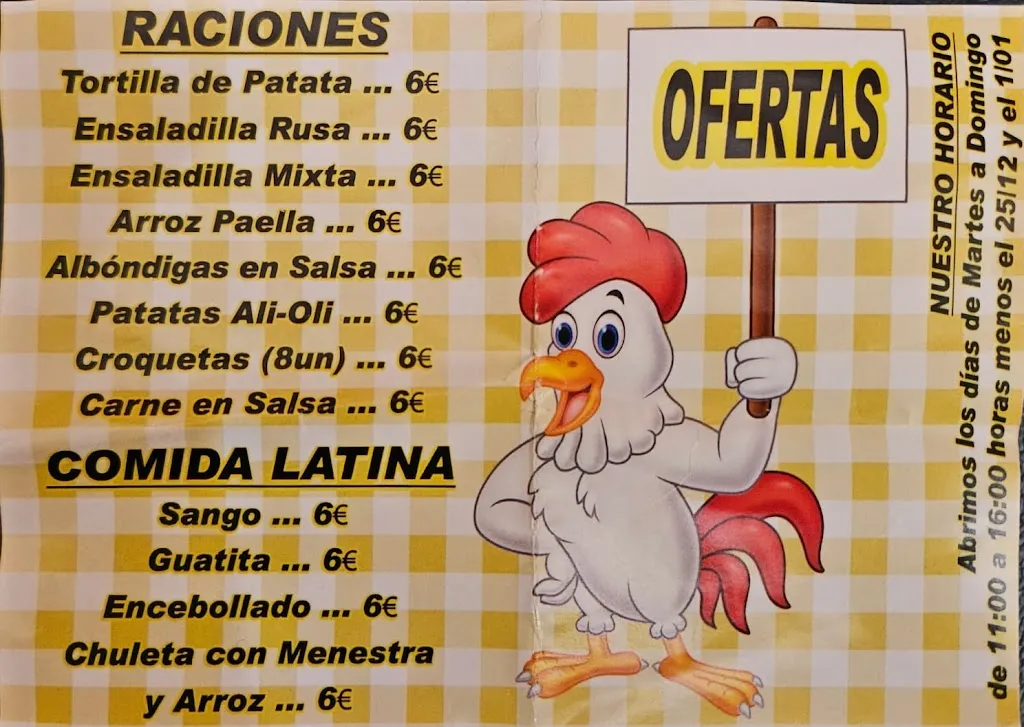 RACIONES
Tortilla de Patata ... 6€
Ensaladilla Rusa ... 6€
Ensaladilla Mixta ... 6€
Arroz Paella ... 6€
Albóndigas en Salsa ... 6€
Patatas Ali-Oli ... 6€
Croquetas (8un) ... 6€
Carne en Salsa ... 6€
COMIDA LATINA
Sango ... 6€
Guatita ... 6€
Encebollado ... 6€
Chuleta con Menestra
y Arroz ... 6€
OFERTAS
NUESTRO HORARIO
Abrimos los días de Martes a Domingo
de 11:00 a 16:00 horas menos el 25|12 y el 1|01